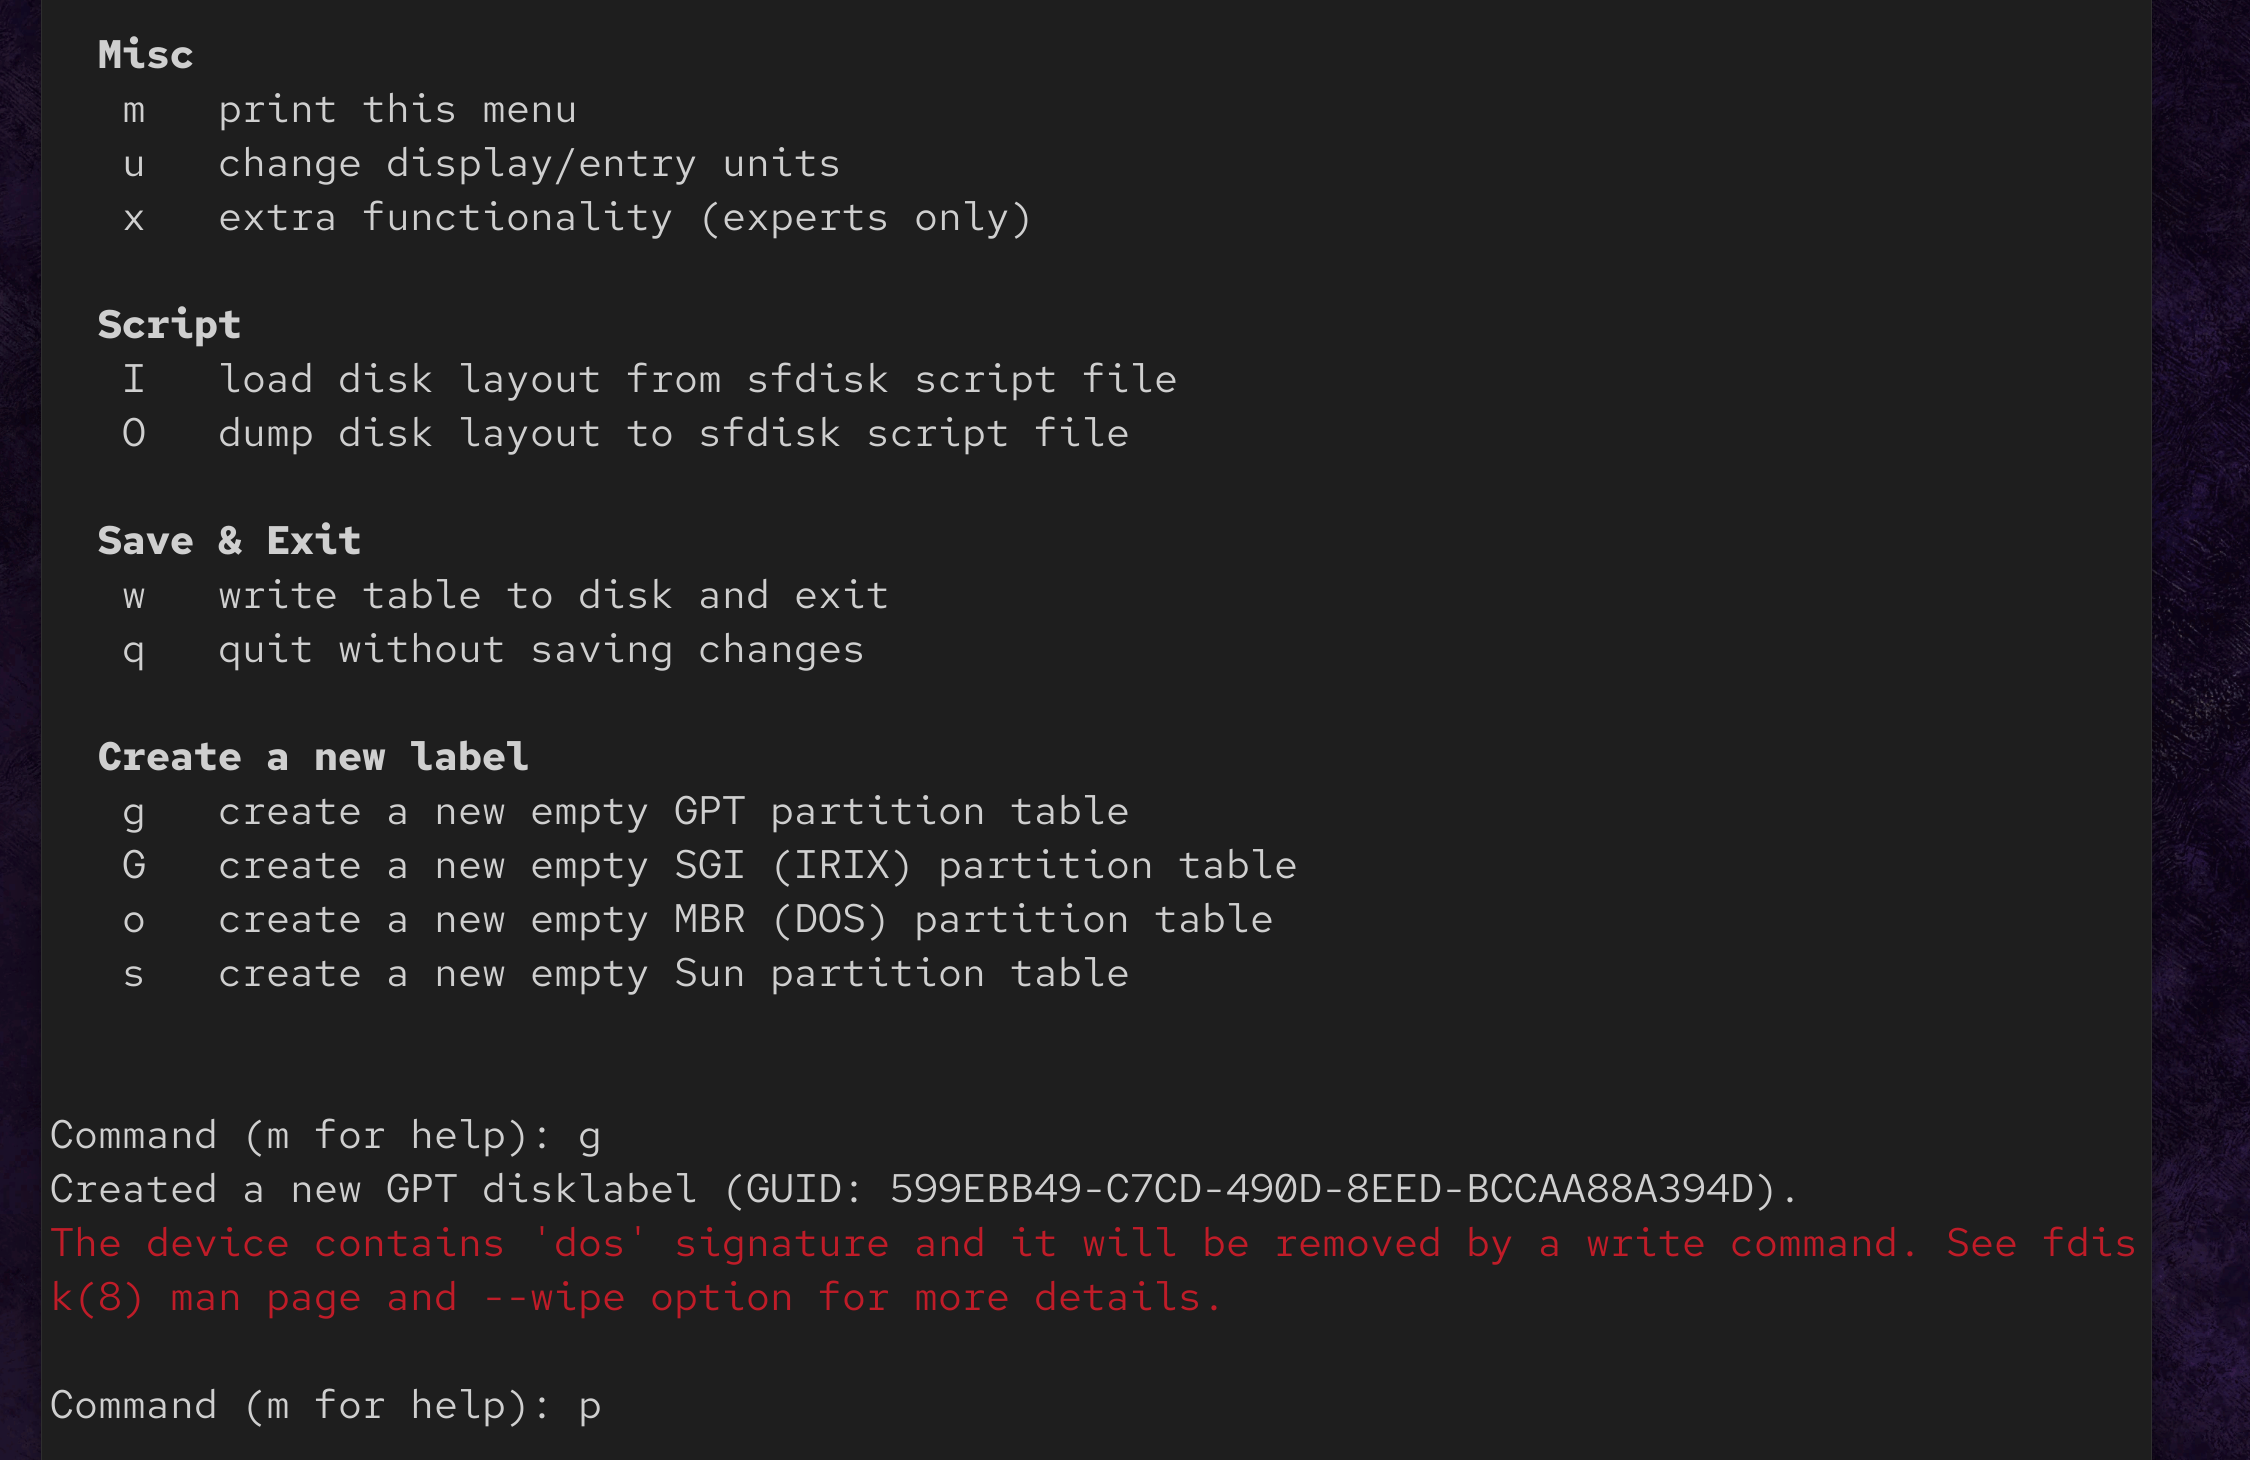 Misc
m   print this menu
u   change display/entry units
x   extra functionality (experts only)
Script
I   load disk layout from sfdisk script file
O   dump disk layout to sfdisk script file
Save & Exit
w   write table to disk and exit
q   quit without saving changes
Create a new label
g   create a new empty GPT partition table
G   create a new empty SGI (IRIX) partition table
o   create a new empty MBR (DOS) partition table
s   create a new empty Sun partition table
Command (m for help): g
Created a new GPT disklabel (GUID: 599EBB49-C7CD-490D-8EED-BCCAA88A394D).
The device contains 'dos' signature and it will be removed by a write command. See fdis
k(8) man page and --wipe option for more details.
Command (m for help): p